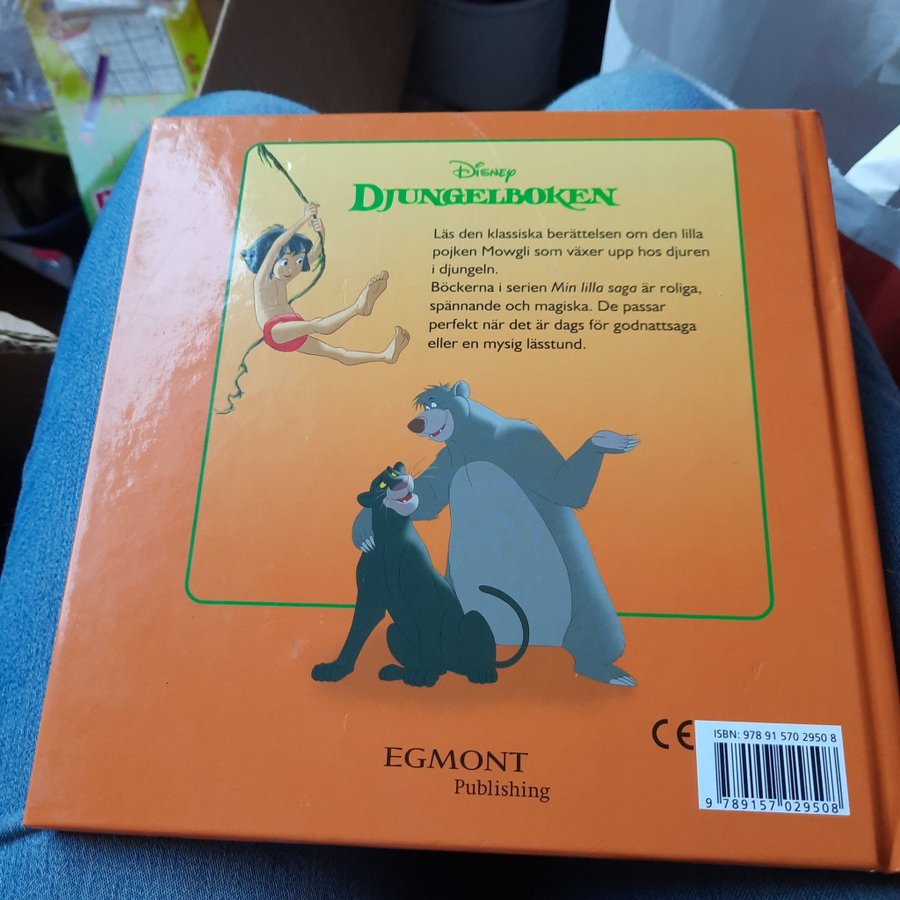 Disney
DJUNGELBOKEN
Läs den klassiska berättelsen om den lilla
pojken Mowgli som växer upp hos djuren
i djungeln.
Böckerna i serien Min lilla saga är roliga,
spännande och magiska. De passar
perfekt när det är dags för godnattsaga
eller en mysig lässtund.
CE
ISBN: 978 91 570 2950 8
9 789157 029508
EGMONT
Publishing